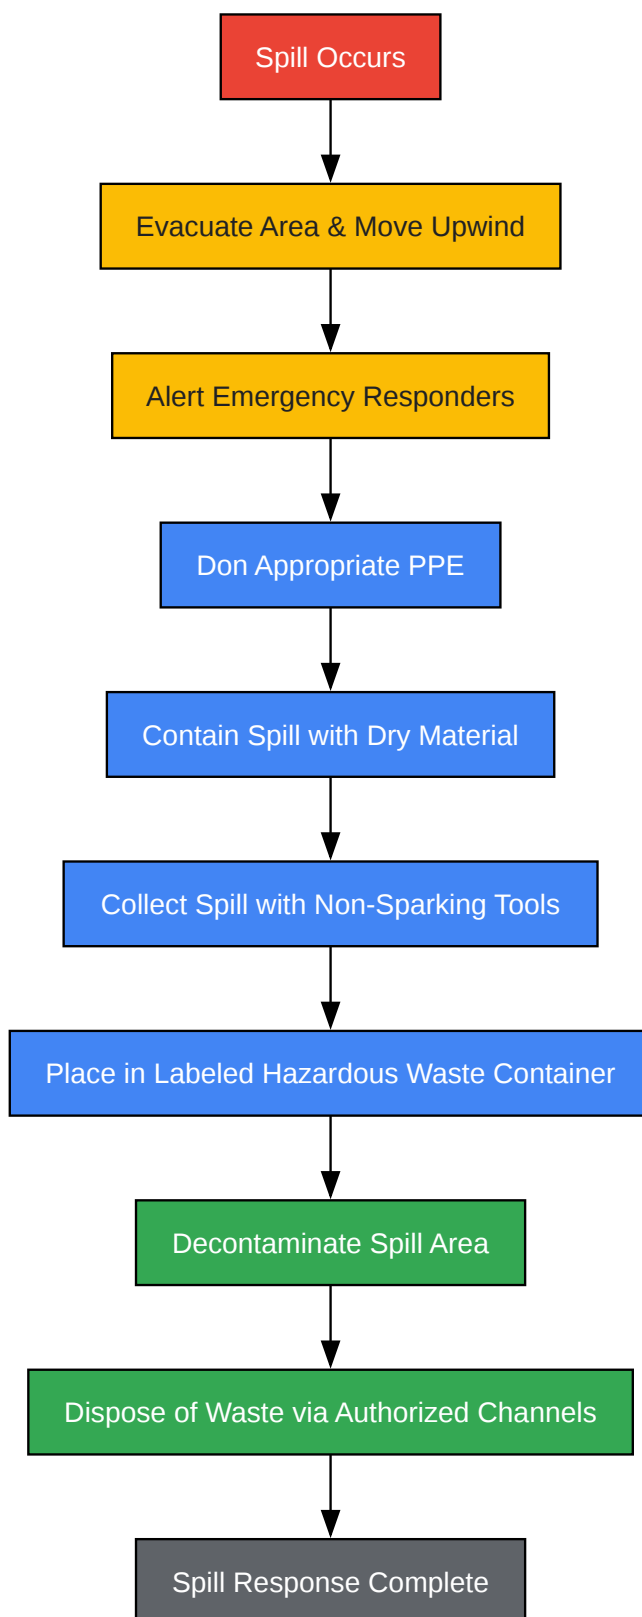 Spill Occurs
Evacuate Area & Move Upwind
Alert Emergency Responders
Don Appropriate PPE
Contain Spill with Dry Material
Collect Spill with Non-Sparking Tools
Place in Labeled Hazardous Waste Container
Decontaminate Spill Area
Dispose of Waste via Authorized Channels
Spill Response Complete